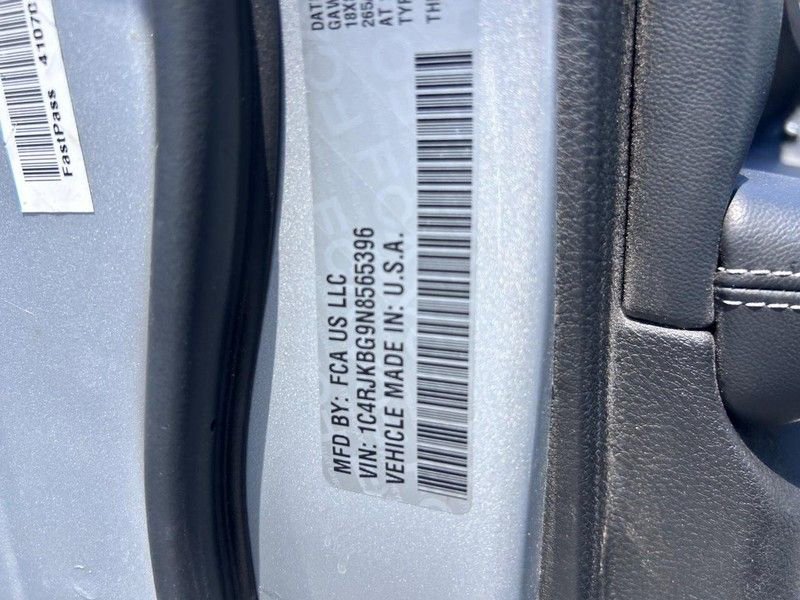 MFD BY: FCA US LLC
VIN: 1C4RJKBG9N8565396
VEHICLE MADE IN: U.S.A.
FastPass